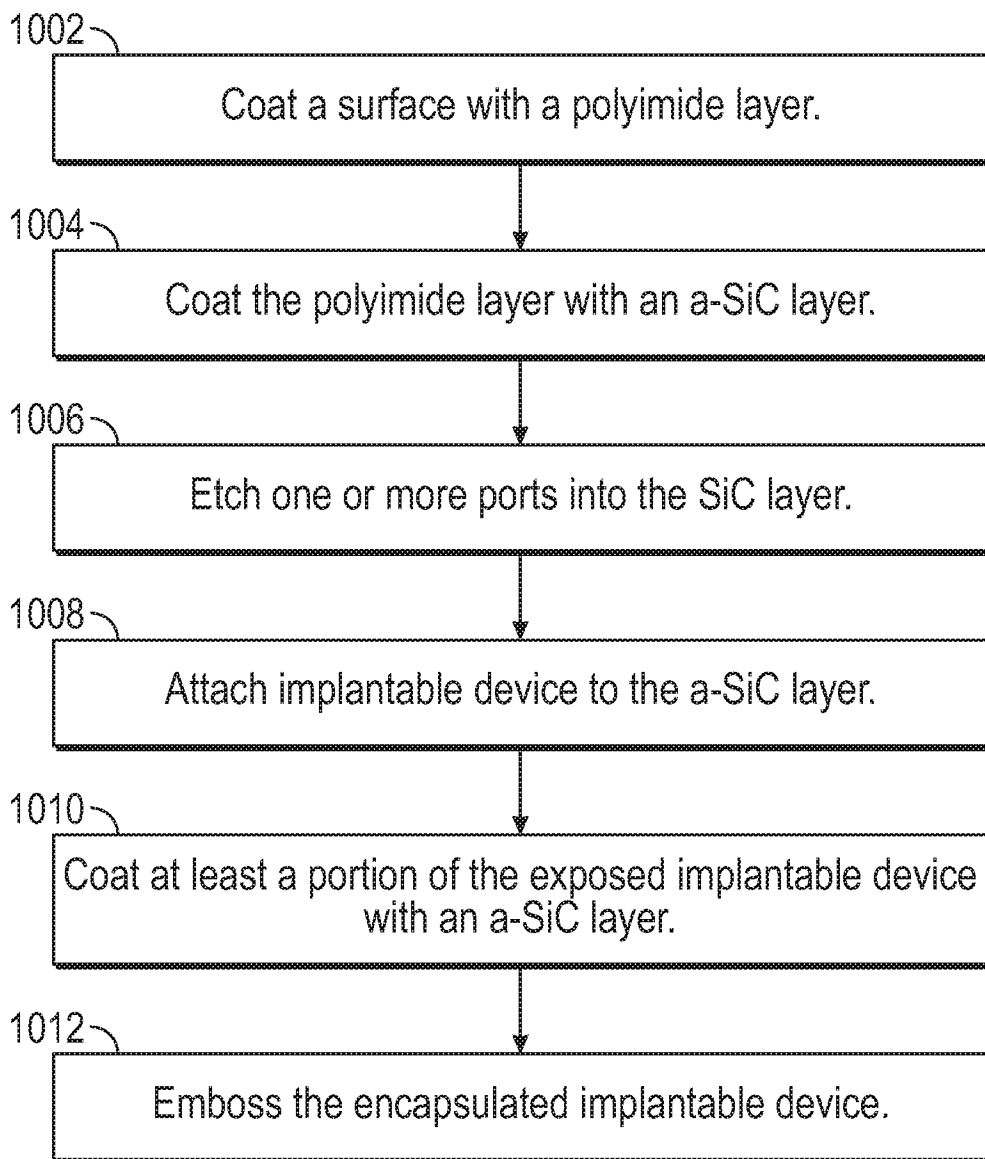 1002
Coat a surface with a polyimide layer.
1004
Coat the polyimide layer with an a-SiC layer.
1006
Etch one or more ports into the SiC layer.
1008
Attach implantable device to the a-SiC layer.
1010
Coat at least a portion of the exposed implantable device
with an a-SiC layer.
1012
Emboss the encapsulated implantable device.